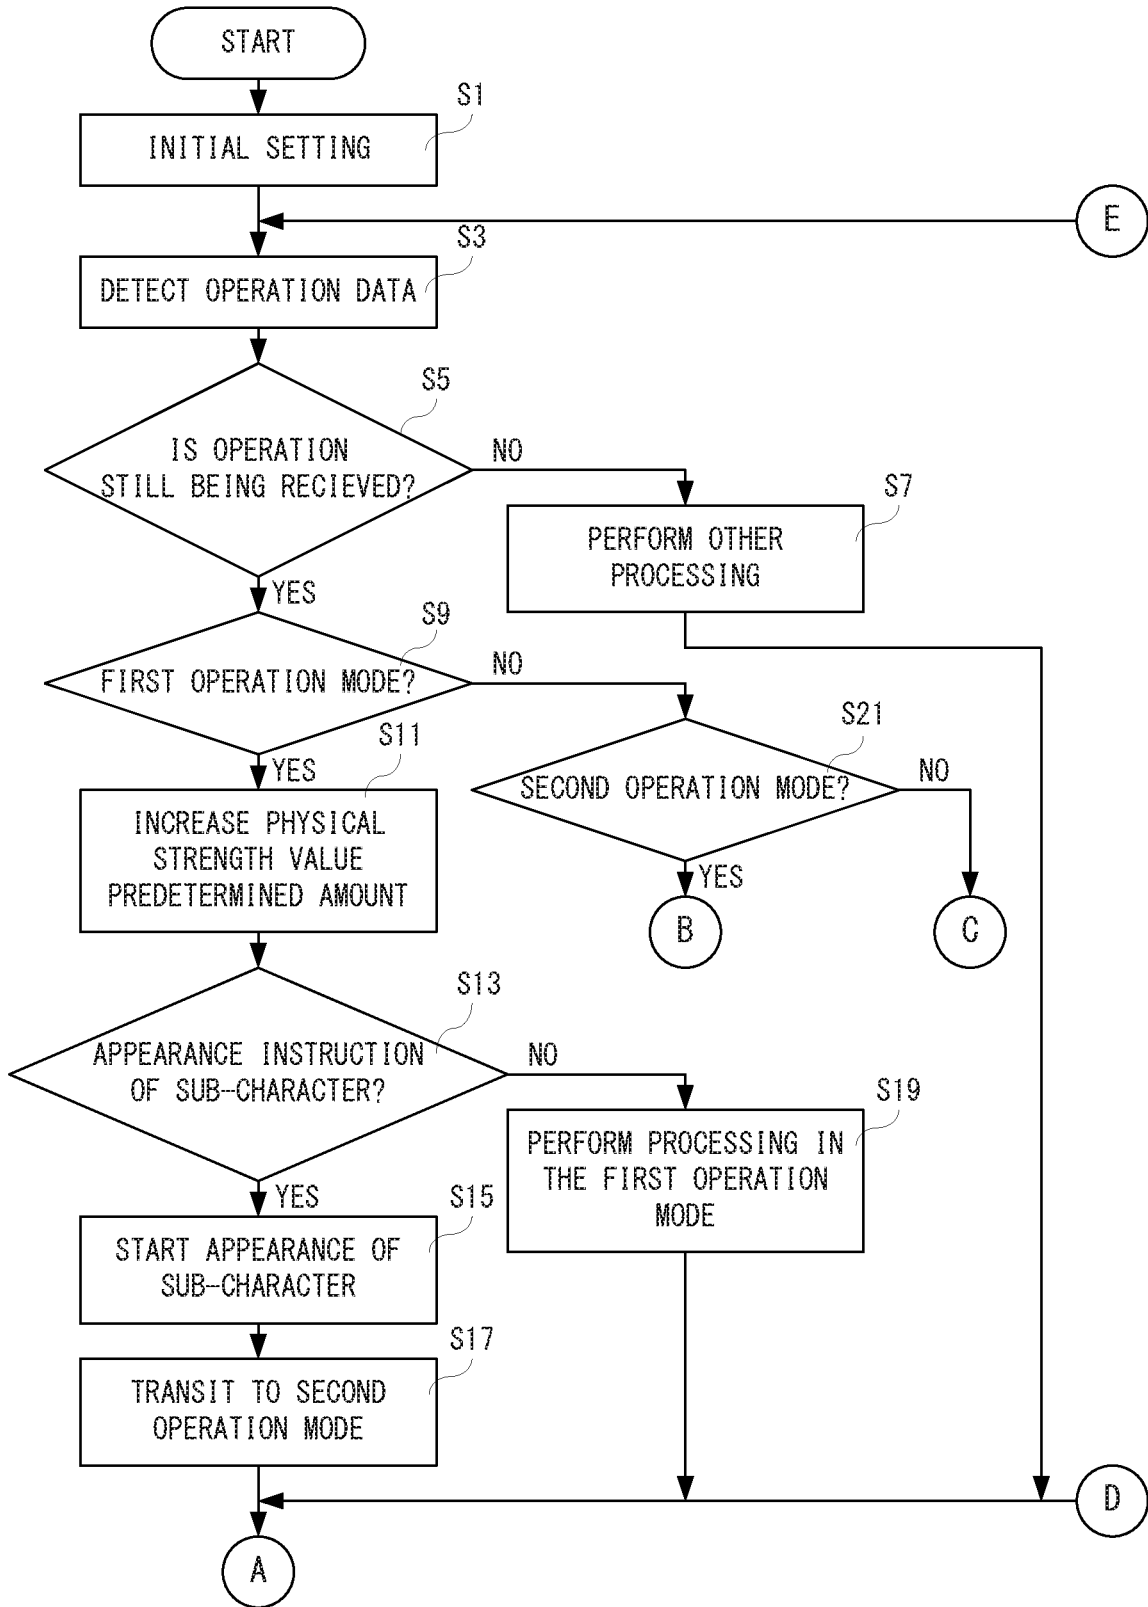 START
S1
INITIAL SETTING
E
S3
DETECT OPERATION DATA
S5
IS OPERATION
STILL BEING RECIEVED?
NO
S7
PERFORM OTHER
PROCESSING
YES
S9
FIRST OPERATION MODE?
NO
S21
SECOND OPERATION MODE?
NO
YES
B
C
YES
S11
INCREASE PHYSICAL
STRENGTH VALUE
PREDETERMINED AMOUNT
S13
APPEARANCE INSTRUCTION
OF SUB-CHARACTER?
NO
S19
PERFORM PROCESSING IN
THE FIRST OPERATION
MODE
YES
S15
START APPEARANCE OF
SUB-CHARACTER
S17
TRANSIT TO SECOND
OPERATION MODE
D
A